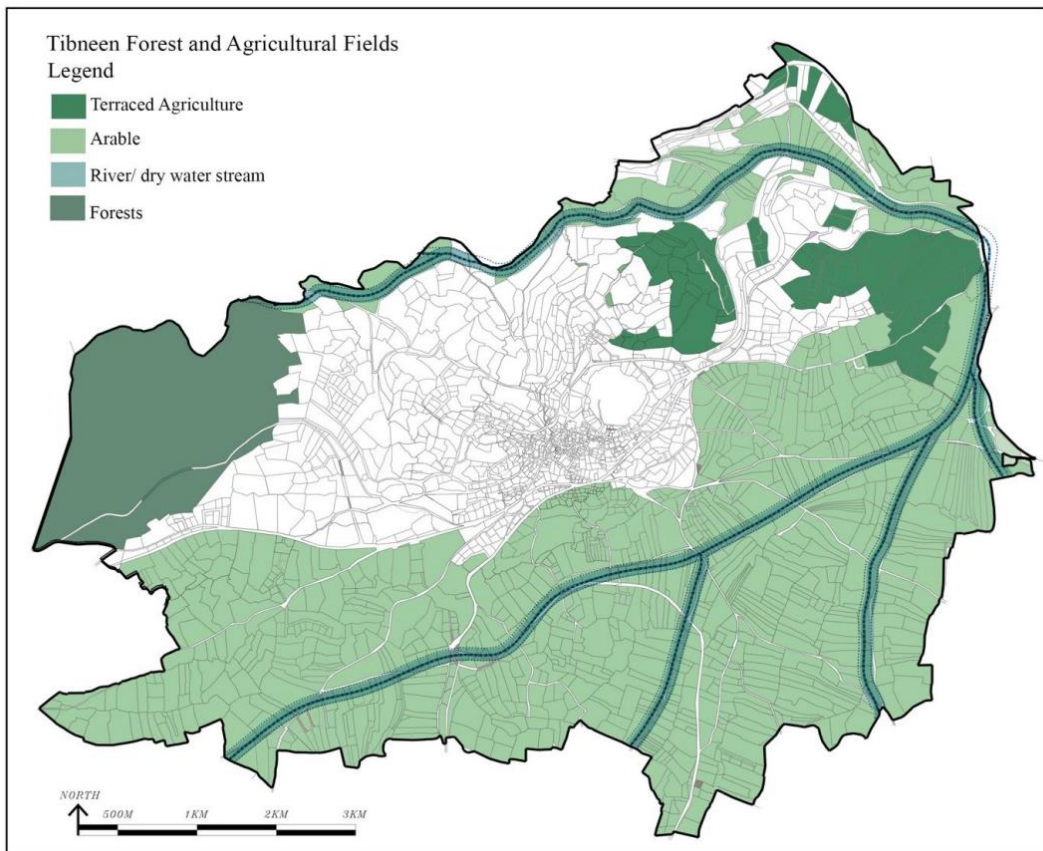 Tibneen Forest and Agricultural Fields
Legend
Terraced Agriculture
Arable
River/ dry water stream
Forests
NORTH
500M 1KM 2KM 3KM